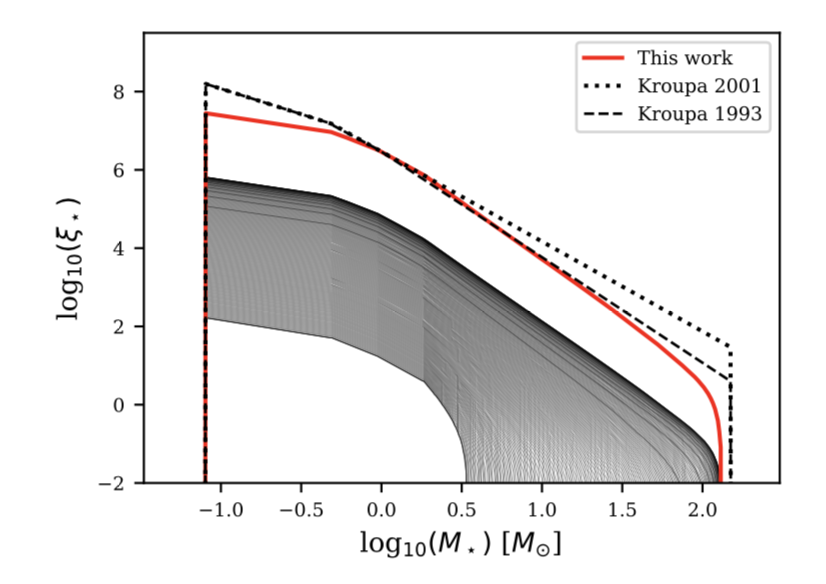 This work
Kroupa 2001
Kroupa 1993
8
6
4
2
0
−2
log₁₀(ξ⋆)
−1.0 −0.5 0.0 0.5 1.0 1.5 2.0
log₁₀(M⋆) [M⊙]